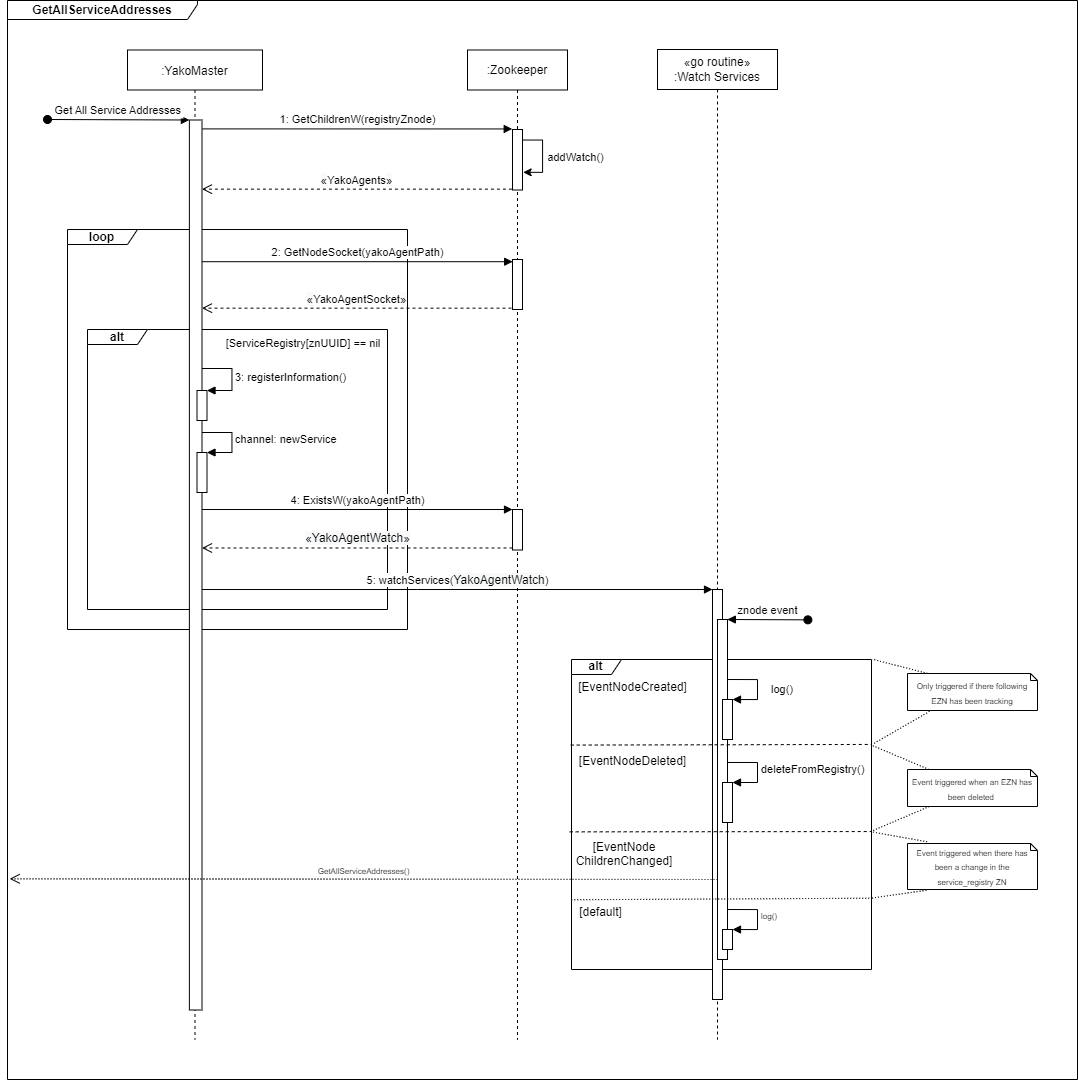 GetAllServiceAddresses
:YakoMaster
:Zookeeper
«go routine»
:Watch Services
Get All Service Addresses
1: GetChildrenW(registryZnode)
addWatch()
«YakoAgents»
loop
2: GetNodeSocket(yakoAgentPath)
«YakoAgentSocket»
alt
[ServiceRegistry[znUUID] == nil
3: registerInformation()
channel: newService
4: ExistsW(yakoAgentPath)
«YakoAgentWatch»
5: watchServices(YakoAgentWatch)
znode event
alt
[EventNodeCreated]
log()
Only triggered if there following
EZN has been tracking
[EventNodeDeleted]
deleteFromRegistry()
Event triggered when an EZN has
been deleted
[EventNode
ChildrenChanged]
Event triggered when there has
been a change in the
service_registry ZN
GetAllServiceAddresses()
[default]
log()